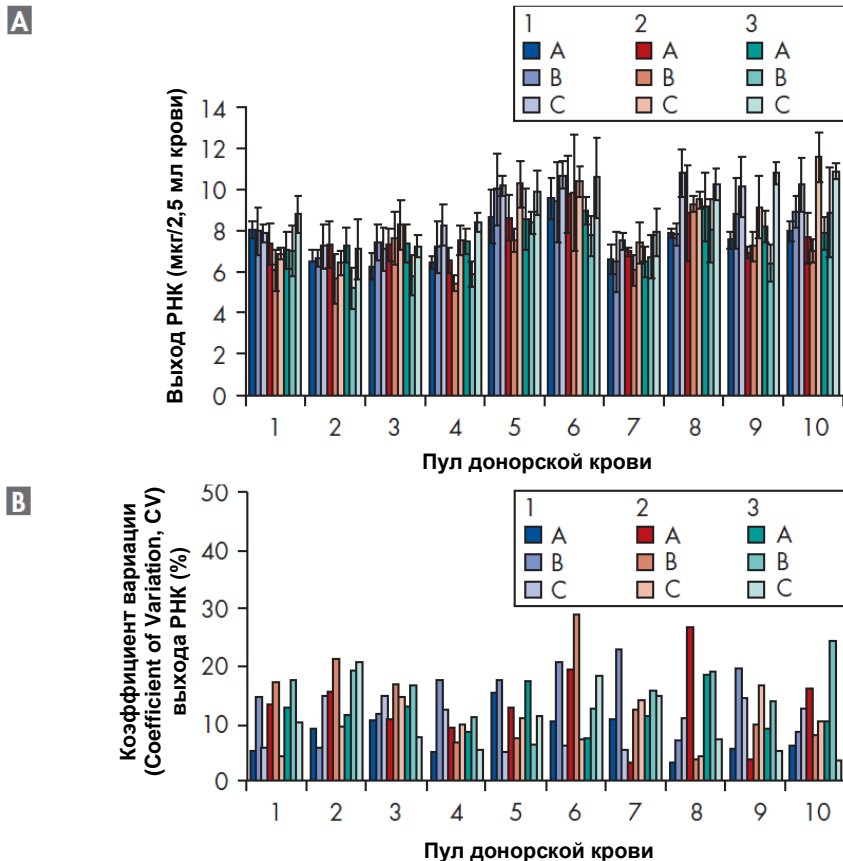 A
1 2 3
A A A
B B B
C C C
Выход РНК (мкг/2,5 мл крови)
14
12
10
8
6
4
2
0
1 2 3 4 5 6 7 8 9 10
Пул донорской крови
B
1 2 3
A A A
B B B
C C C
Коэффициент вариации
(Coefficient of Variation, CV)
выхода РНК (%)
50
40
30
20
10
0
1 2 3 4 5 6 7 8 9 10
Пул донорской крови